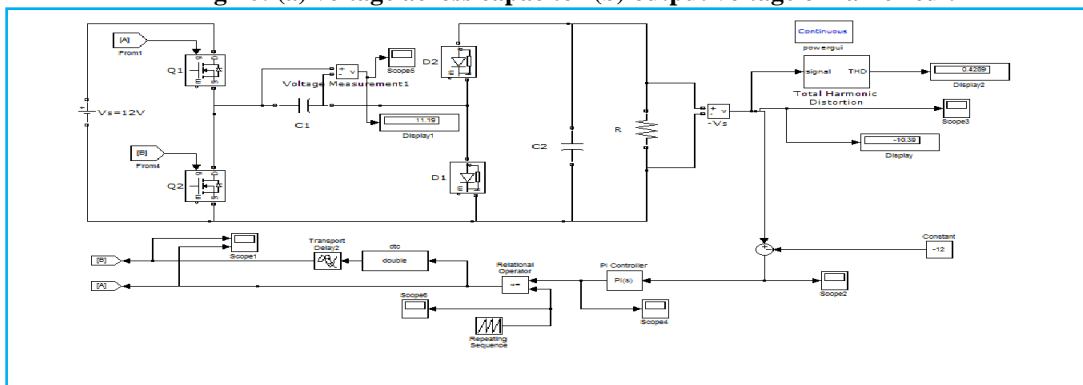 [A]
From1
Q1
Vs=12V
[B]
From4
Q2
Voltage Measurement1
Scope5
C1
11.19
Display1
D2
D1
C2
R
Continuous
powergui
signal THD
Total Harmonic
Distortion
0.4289
Display2
-Vs
Scope3
-10.39
Display
Constant
-12
[B]
[A]
Scope1
Transport
Delay2
dtc
double
Relational
Operator
PI Controller
PI(s)
Scope2
Scope6
Scope4
Repeating
Sequence